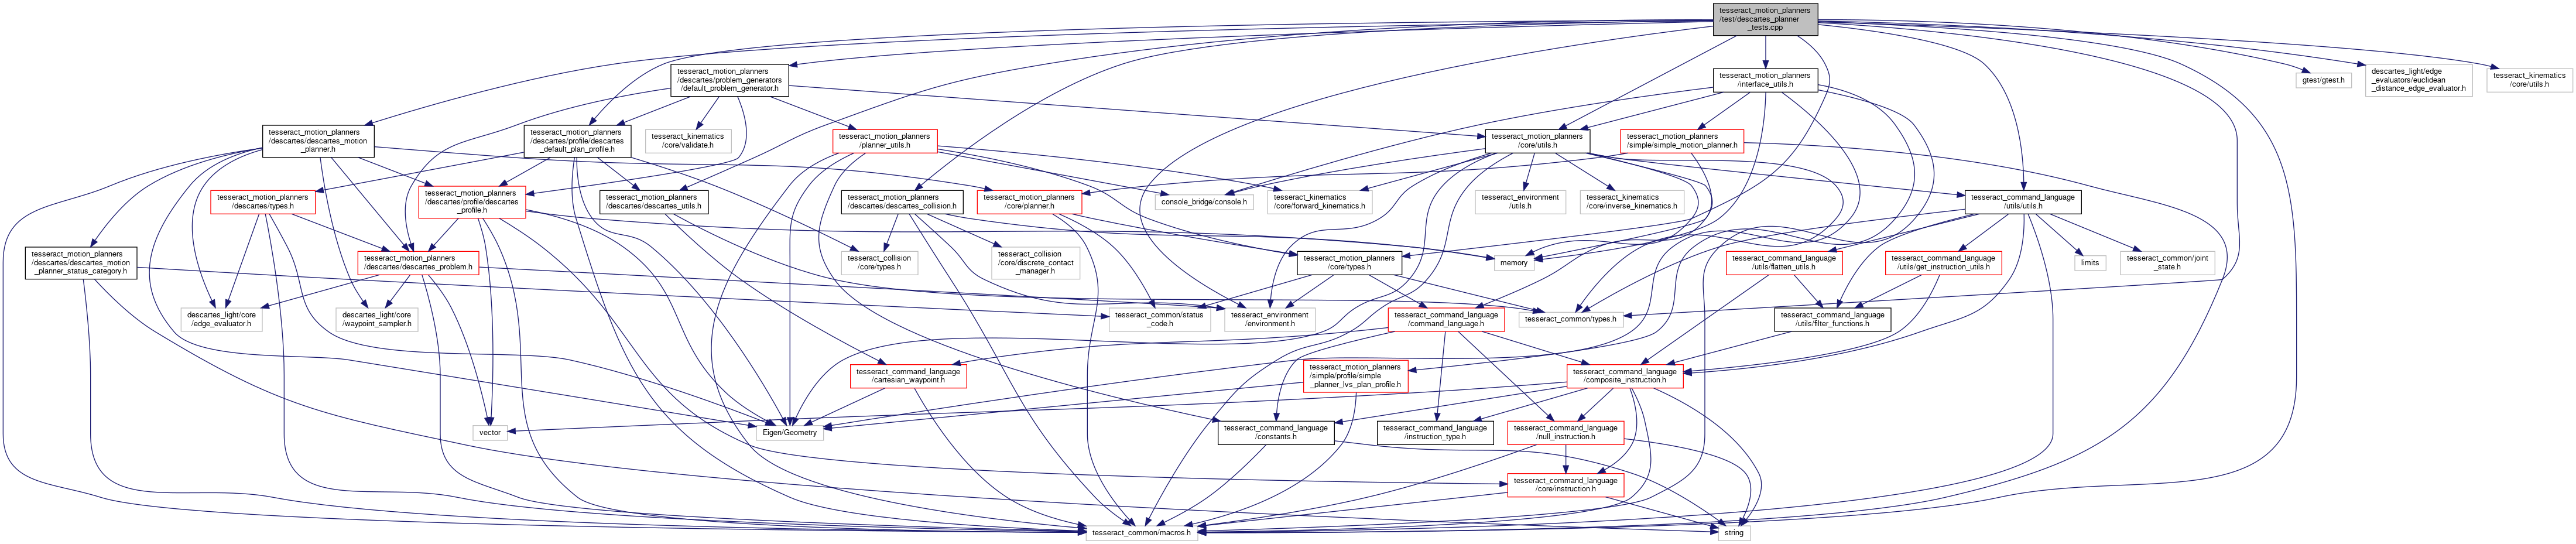 tesseract_motion_planners
/test/descartes_planner
_tests.cpp
tesseract_motion_planners
/descartes/problem_generators
/default_problem_generator.h
tesseract_motion_planners
/interface_utils.h
gtest/gtest.h
descartes_light/edge
_evaluators/euclidean
_distance_edge_evaluator.h
tesseract_kinematics
/core/utils.h
tesseract_motion_planners
/descartes/descartes_motion
_planner.h
tesseract_motion_planners
/descartes/profile/descartes
_default_plan_profile.h
tesseract_kinematics
/core/validate.h
tesseract_motion_planners
/planner_utils.h
tesseract_motion_planners
/core/utils.h
tesseract_motion_planners
/simple/simple_motion_planner.h
tesseract_motion_planners
/descartes/types.h
tesseract_motion_planners
/descartes/profile/descartes
_profile.h
tesseract_motion_planners
/descartes/descartes_utils.h
tesseract_motion_planners
/descartes/descartes_collision.h
tesseract_motion_planners
/core/planner.h
console_bridge/console.h
tesseract_kinematics
/core/forward_kinematics.h
tesseract_environment
/utils.h
tesseract_kinematics
/core/inverse_kinematics.h
tesseract_command_language
/utils/utils.h
tesseract_motion_planners
/descartes/descartes_motion
_planner_status_category.h
tesseract_motion_planners
/descartes/descartes_problem.h
tesseract_collision
/core/types.h
tesseract_collision
/core/discrete_contact
_manager.h
tesseract_motion_planners
/core/types.h
memory
tesseract_command_language
/utils/flatten_utils.h
tesseract_command_language
/utils/get_instruction_utils.h
limits
tesseract_common/joint
_state.h
descartes_light/core
/edge_evaluator.h
descartes_light/core
/waypoint_sampler.h
tesseract_common/status
_code.h
tesseract_environment
/environment.h
tesseract_command_language
/command_language.h
tesseract_common/types.h
tesseract_command_language
/utils/filter_functions.h
tesseract_command_language
/cartesian_waypoint.h
tesseract_motion_planners
/simple/profile/simple
_planner_lvs_plan_profile.h
tesseract_command_language
/composite_instruction.h
vector
Eigen/Geometry
tesseract_command_language
/constants.h
tesseract_command_language
/instruction_type.h
tesseract_command_language
/null_instruction.h
tesseract_command_language
/core/instruction.h
tesseract_common/macros.h
string